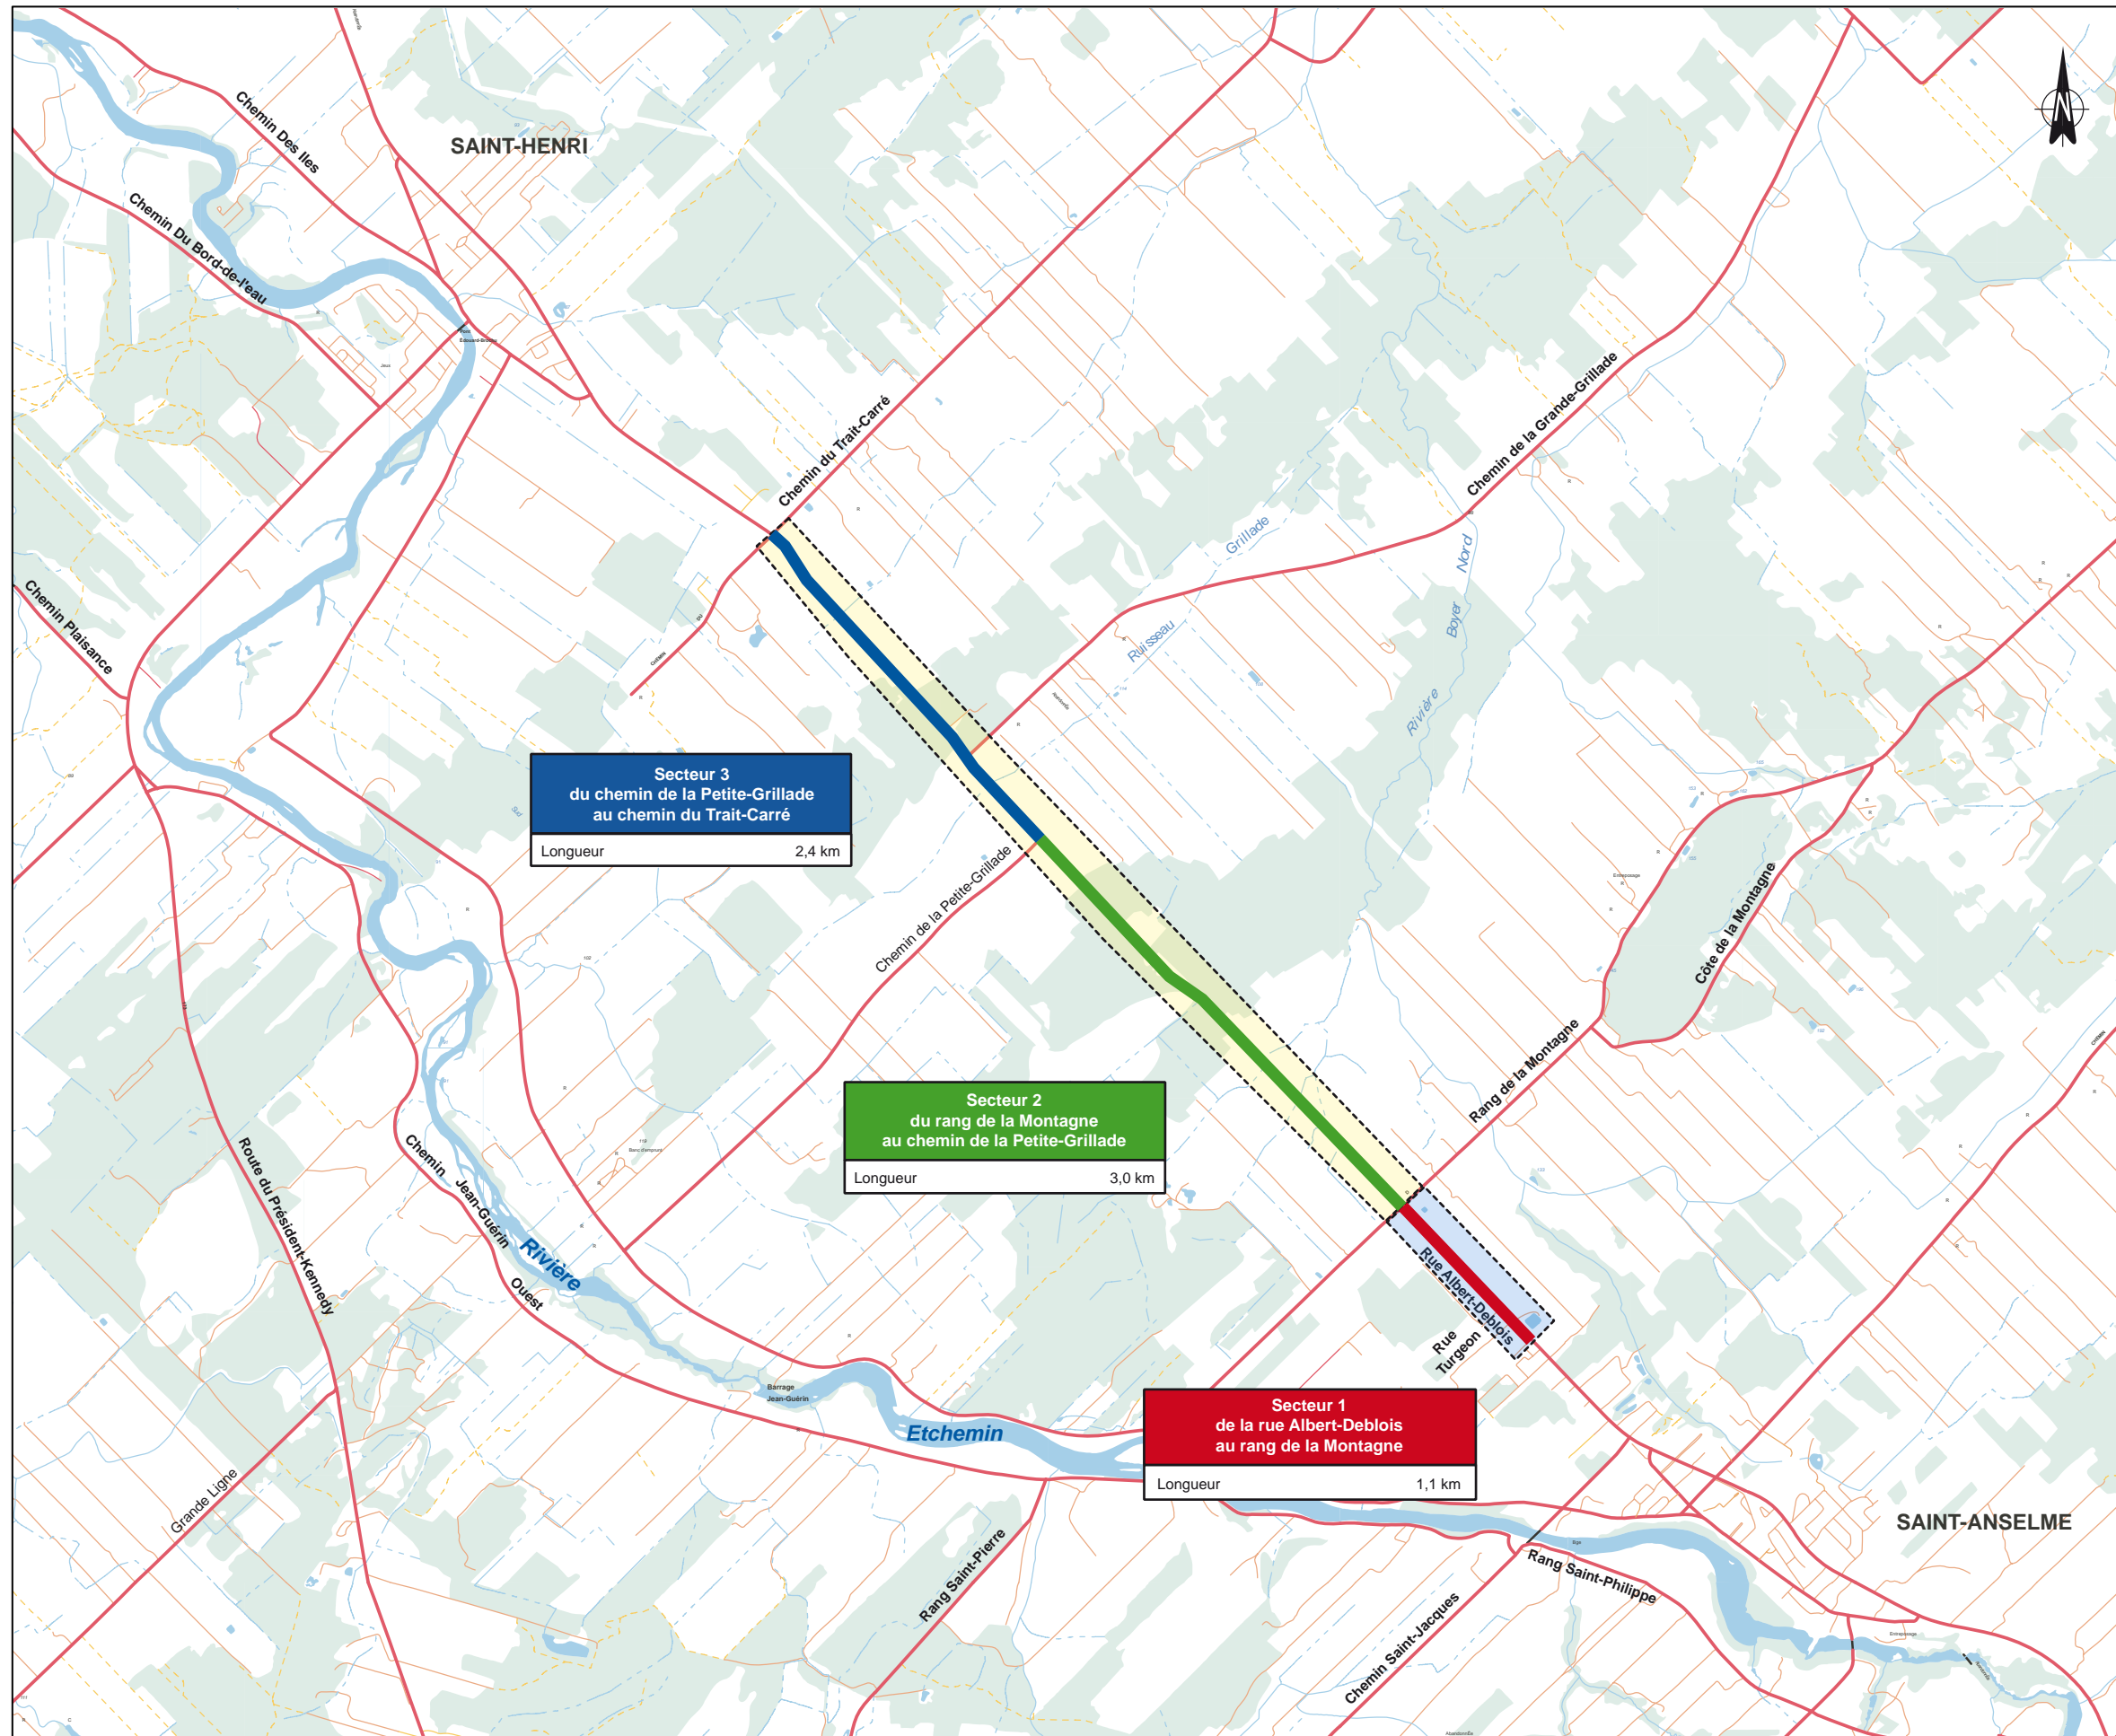 SAINT-HENRI
Chemin Des Iles
Chemin Du Bord-de-l'eau
N
Pont
Chemin du Trait-Carré
Chemin de la Grande-Grillade
Ruisseau Grillade
Rivière Boyer Nord
Chemin Plaisance
Secteur 3
du chemin de la Petite-Grillade
au chemin du Trait-Carré
Longueur 2,4 km
Chemin de la Petite-Grillade
Côte de la Montagne
Entreposage
Rang de la Montagne
Secteur 2
du rang de la Montagne
au chemin de la Petite-Grillade
Longueur 3,0 km
Banc d'emprunt
Route du Président-Kennedy
Chemin Jean-Guérin Ouest
Rivière Etchemin
Rue Albert-Deblois
Rue
Turgeon
Barrage
Jean-Guérin
Secteur 1
de la rue Albert-Deblois
au rang de la Montagne
Longueur 1,1 km
Grande Ligne
Rang Saint-Pierre
SAINT-ANSELME
Rang Saint-Philippe
Chemin Saint-Jacques
Entreposage